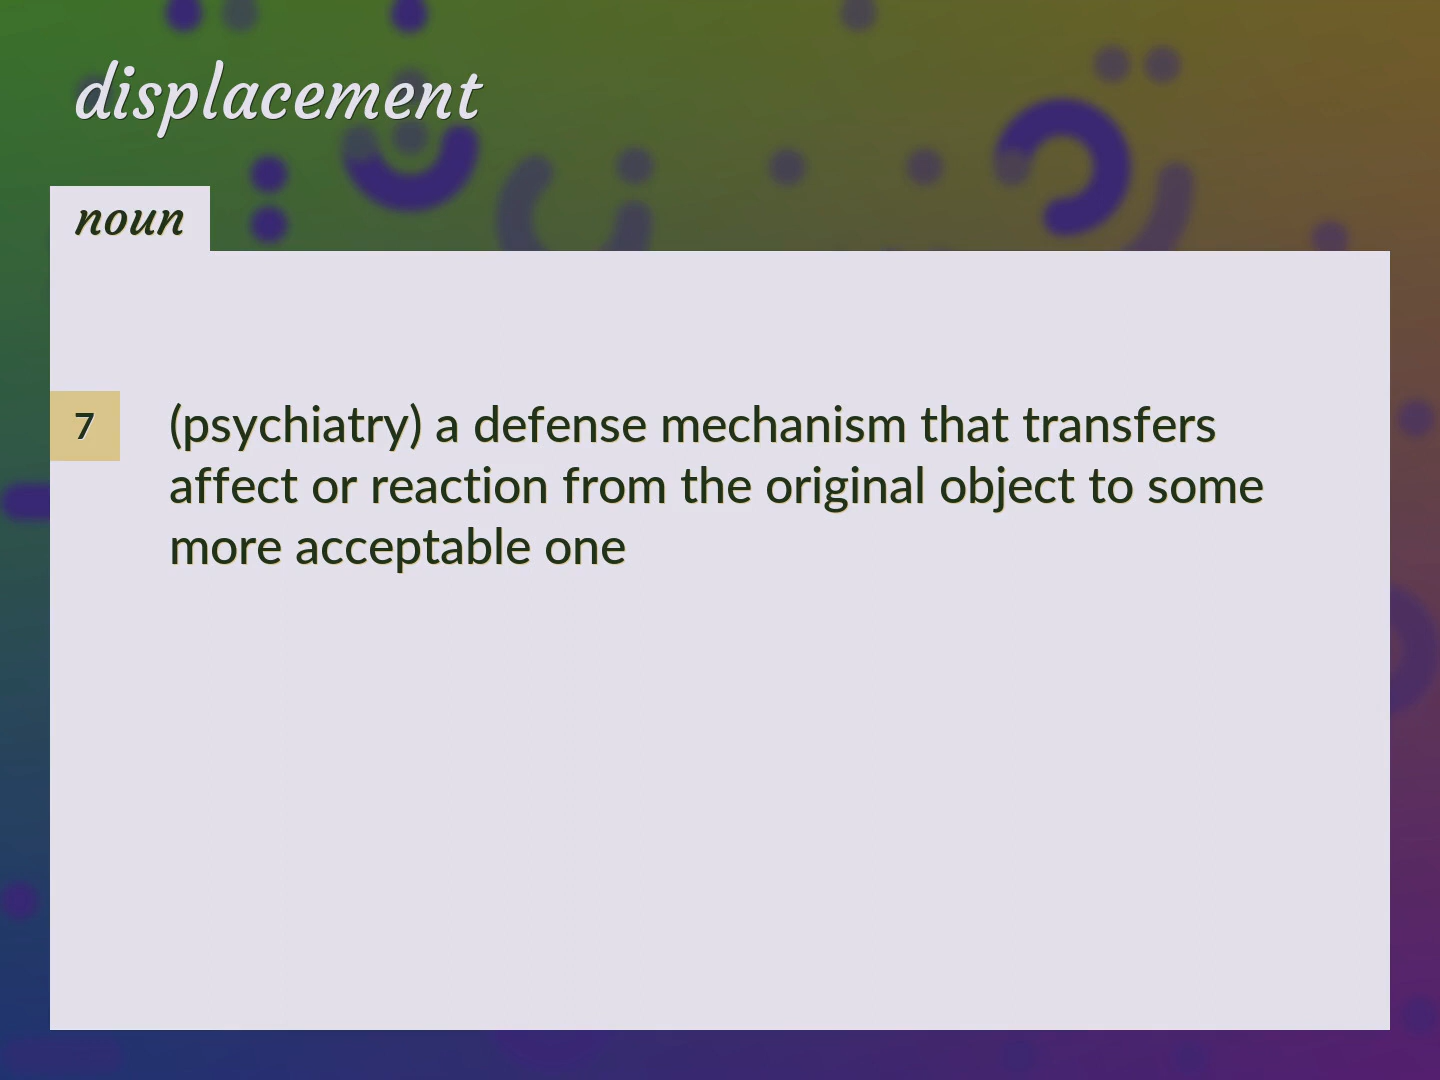 displacement
noun
7
(psychiatry) a defense mechanism that transfers
affect or reaction from the original object to some
more acceptable one